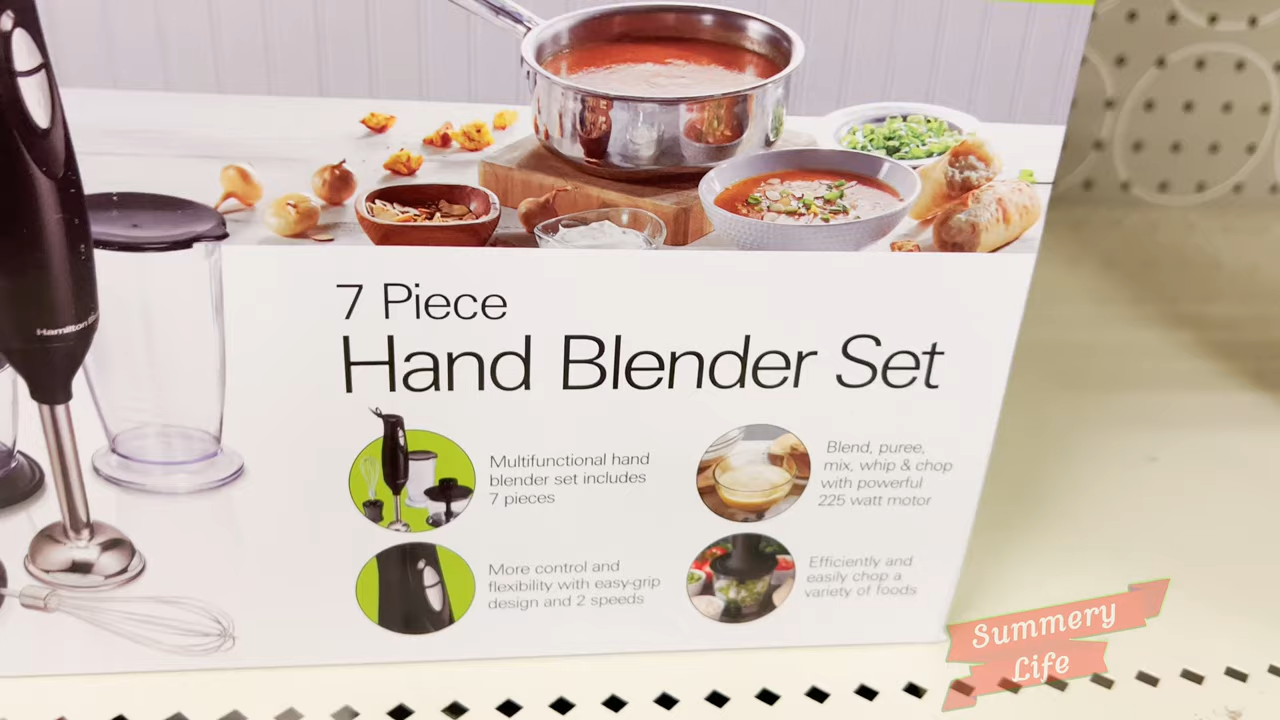 Hamilton
7 Piece
Hand Blender Set
Multifunctional hand
blender set includes
7 pieces
Blend, puree,
mix, whip & chop
with powerful
225 watt motor
More control and
flexibility with easy-grip
design and 2 speeds
Efficiently and
easily chop a
variety of foods
Summery
Life